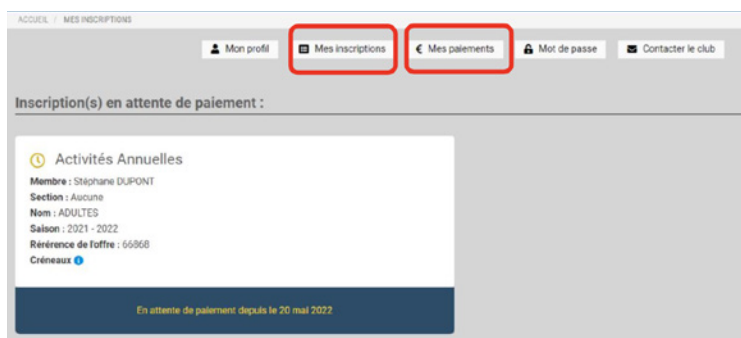 ACCUEIL / MES INSCRIPTIONS
Mon profil Mes inscriptions € Mes paiements Mot de passe Contacter le club
Inscription(s) en attente de paiement :
Activités Annuelles
Membre : Stéphane DUPONT
Section : Aucune
Nom : ADULTES
Saison : 2021 - 2022
Rérérence de l'offre : 66868
Créneaux
En attente de paiement depuis le 20 mai 2022